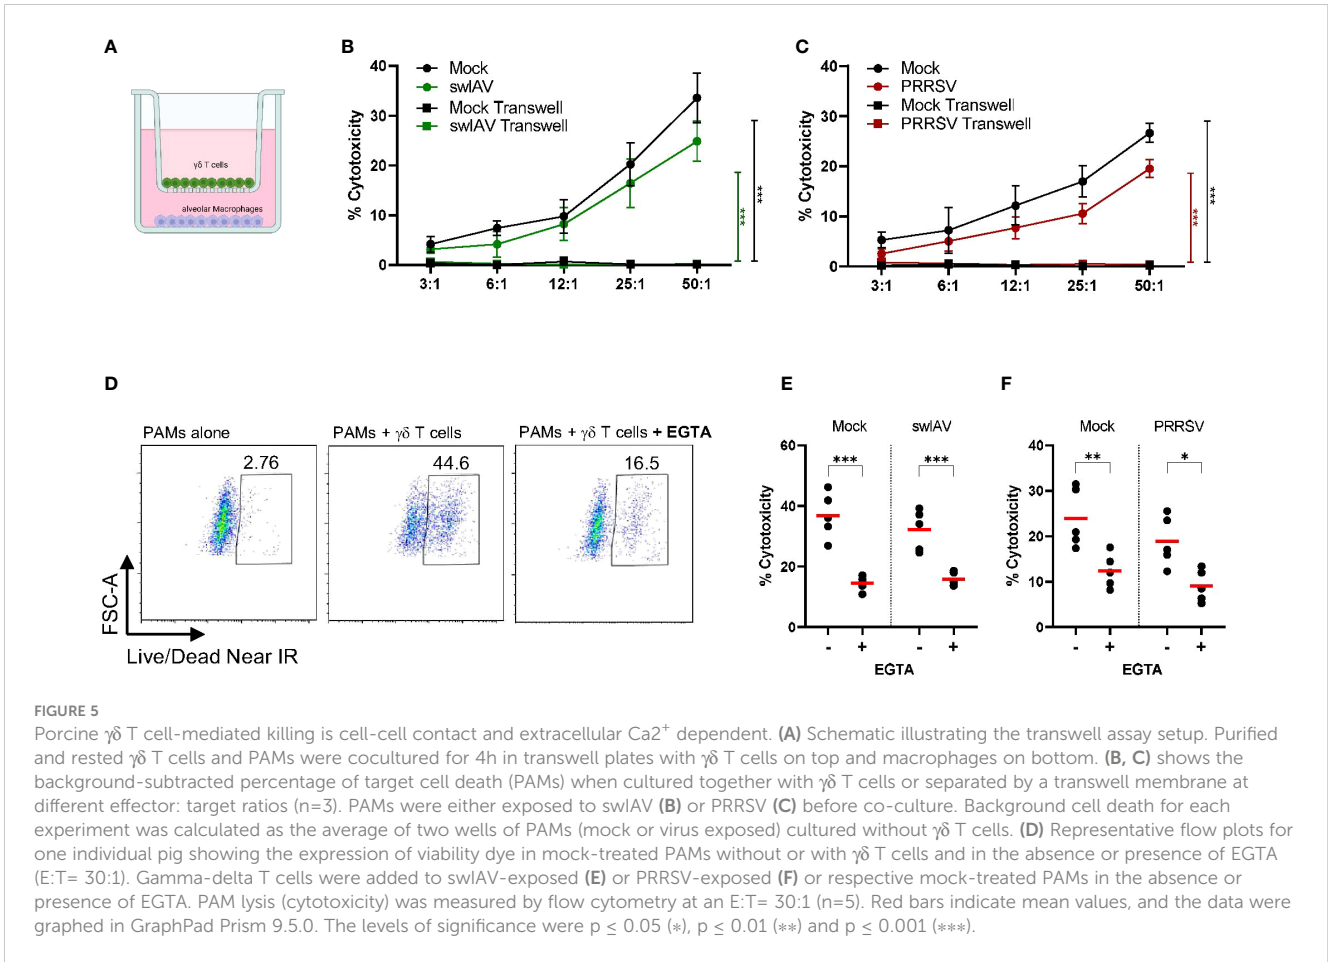 A
γδ T cells
alveolar Macrophages
B
Mock
swIAV
Mock Transwell
swIAV Transwell
% Cytotoxicity
40
30
20
10
0
3:1 6:1 12:1 25:1 50:1
***
***
C
Mock
PRRSV
Mock Transwell
PRRSV Transwell
% Cytotoxicity
40
30
20
10
0
3:1 6:1 12:1 25:1 50:1
***
***
D
PAMs alone
2.76
PAMs + γδ T cells
44.6
PAMs + γδ T cells + EGTA
16.5
FSC-A
Live/Dead Near IR
E
Mock swIAV
% Cytotoxicity
60
40
20
0
*** ***
- + - +
EGTA
F
Mock PRRSV
% Cytotoxicity
40
30
20
10
0
** *
- + - +
EGTA
FIGURE 5
Porcine γδ T cell-mediated killing is cell-cell contact and extracellular Ca2+ dependent. (A) Schematic illustrating the transwell assay setup. Purified
and rested γδ T cells and PAMs were cocultured for 4h in transwell plates with γδ T cells on top and macrophages on bottom. (B, C) shows the
background-subtracted percentage of target cell death (PAMs) when cultured together with γδ T cells or separated by a transwell membrane at
different effector: target ratios (n=3). PAMs were either exposed to swIAV (B) or PRRSV (C) before co-culture. Background cell death for each
experiment was calculated as the average of two wells of PAMs (mock or virus exposed) cultured without γδ T cells. (D) Representative flow plots for
one individual pig showing the expression of viability dye in mock-treated PAMs without or with γδ T cells and in the absence or presence of EGTA
(E:T= 30:1). Gamma-delta T cells were added to swIAV-exposed (E) or PRRSV-exposed (F) or respective mock-treated PAMs in the absence or
presence of EGTA. PAM lysis (cytotoxicity) was measured by flow cytometry at an E:T= 30:1 (n=5). Red bars indicate mean values, and the data were
graphed in GraphPad Prism 9.5.0. The levels of significance were p ≤ 0.05 (*), p ≤ 0.01 (**) and p ≤ 0.001 (***).